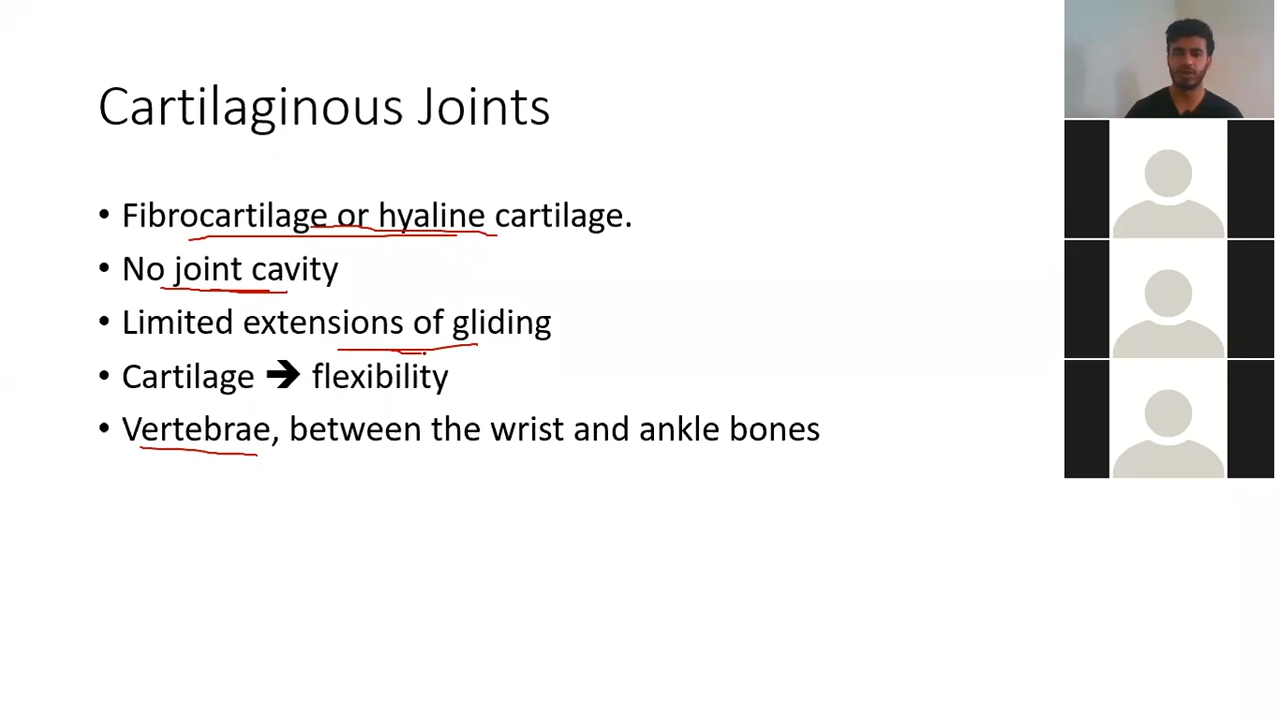 Cartilaginous Joints
• Fibrocartilage or hyaline cartilage.
• No joint cavity
• Limited extensions of gliding
• Cartilage ➔ flexibility
• Vertebrae, between the wrist and ankle bones